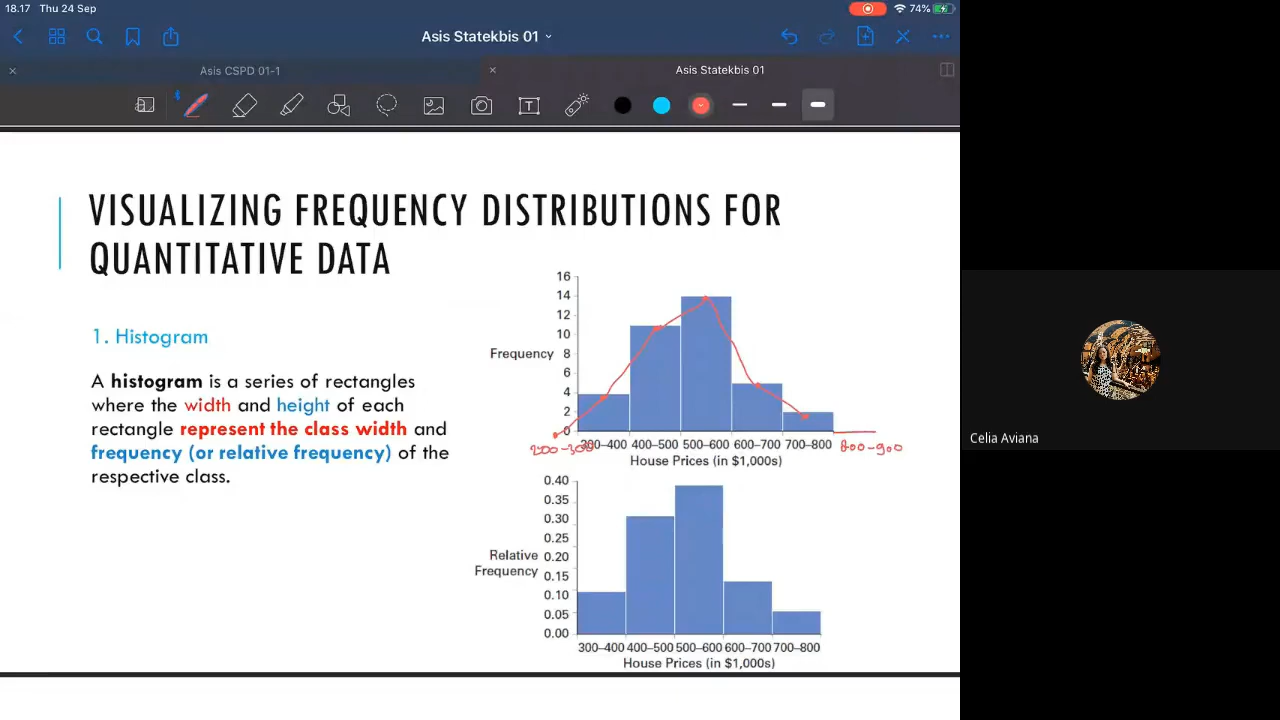 18.17 Thu 24 Sep
74%
Asis Statekbis 01
Asis CSPD 01-1
Asis Statekbis 01
T
VISUALIZING FREQUENCY DISTRIBUTIONS FOR
QUANTITATIVE DATA
1. Histogram
A histogram is a series of rectangles
where the width and height of each
rectangle represent the class width and
frequency (or relative frequency) of the
respective class.
16
14
12
10
Frequency 8
6
4
2
0
200-300 300–400 400–500 500–600 600–700 700–800 800-900
House Prices (in $1,000s)
0.40
0.35
0.30
0.25
Relative 0.20
Frequency 0.15
0.10
0.05
0.00
300–400 400–500 500–600 600–700 700–800
House Prices (in $1,000s)
Celia Aviana